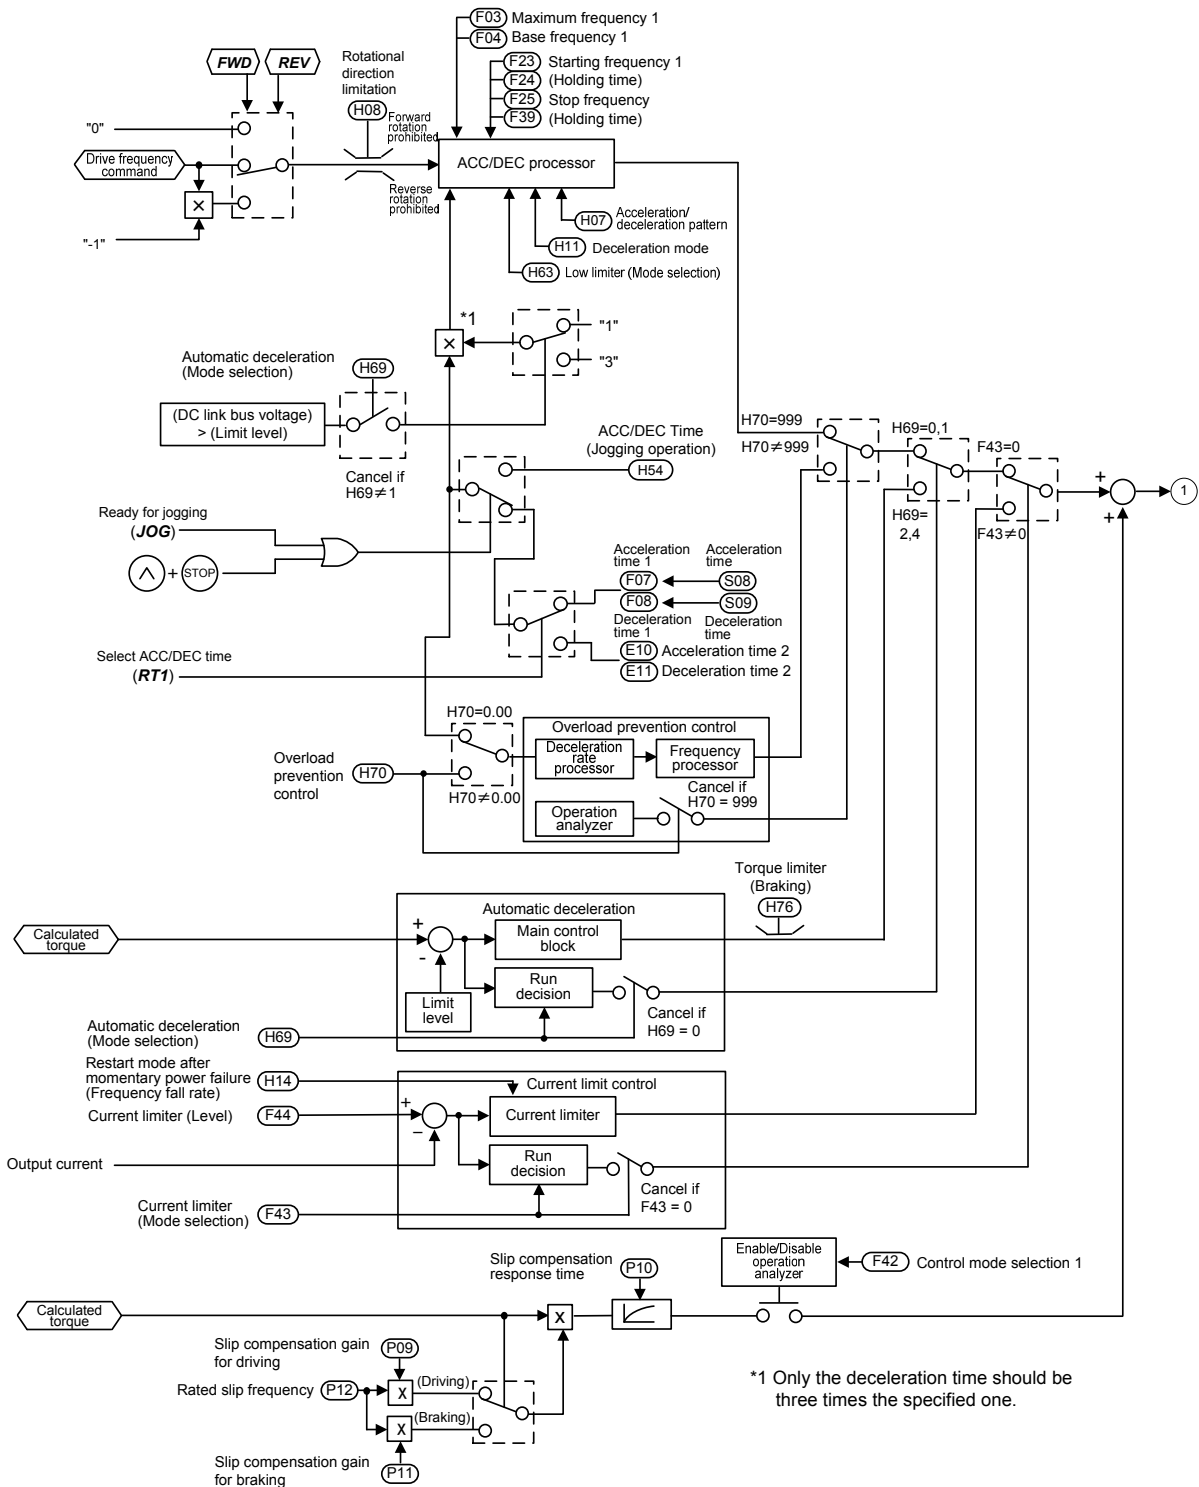 F03 Maximum frequency 1
F04 Base frequency 1
FWD
REV
Rotational
direction
limitation
H08
F23 Starting frequency 1
F24 (Holding time)
F25 Stop frequency
F39 (Holding time)
Forward
rotation
prohibited
"0"
Drive frequency
command
ACC/DEC processor
×
"-1"
Reverse
rotation
prohibited
H07 Acceleration/
deceleration pattern
H11 Deceleration mode
H63 Low limiter (Mode selection)
*1
×
"1"
"3"
Automatic deceleration
(Mode selection)
H69
(DC link bus voltage)
> (Limit level)
Cancel if
H69≠1
ACC/DEC Time
(Jogging operation)
H54
H70=999
H70≠999
H69=0,1
H69=
2,4
F43=0
F43≠0
+
+
1
Ready for jogging
(JOG)
∧ + STOP
Acceleration
time 1
Acceleration
time
F07
S08
F08
S09
Deceleration
time 1
Deceleration
time
E10 Acceleration time 2
E11 Deceleration time 2
Select ACC/DEC time
(RT1)
H70=0.00
H70≠0.00
Overload
prevention
control
H70
Overload prevention control
Deceleration
rate
processor
Frequency
processor
Cancel if
H70 = 999
Operation
analyzer
Torque limiter
(Braking)
H76
Automatic deceleration
Calculated
torque
+
-
Main control
block
Limit
level
Run
decision
Cancel if
H69 = 0
Automatic deceleration
(Mode selection)
H69
Restart mode after
momentary power failure
(Frequency fall rate)
H14
Current limit control
Current limiter (Level)
F44
+
−
Current limiter
Output current
Run
decision
Cancel if
F43 = 0
Current limiter
(Mode selection)
F43
Slip compensation
response time
P10
Enable/Disable
operation
analyzer
F42 Control mode selection 1
Calculated
torque
x
Slip compensation gain
for driving
P09
Rated slip frequency
P12
x
(Driving)
x
(Braking)
Slip compensation gain
for braking
P11
*1 Only the deceleration time should be
three times the specified one.